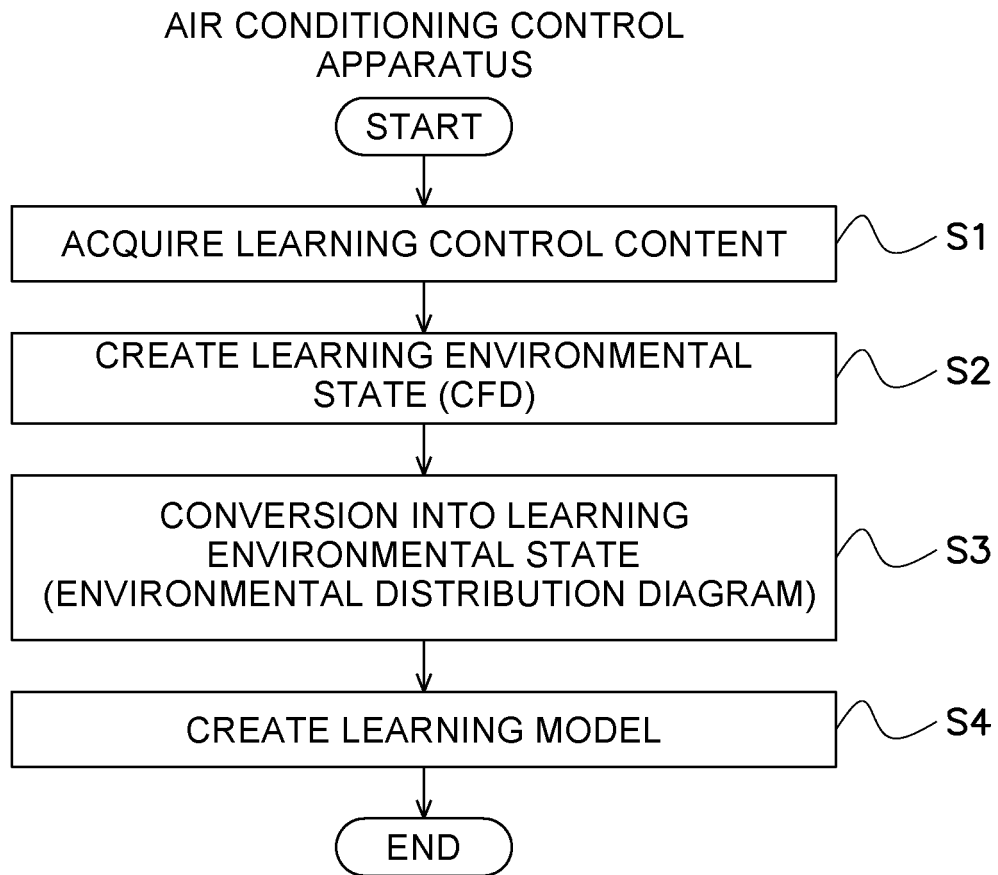 AIR CONDITIONING CONTROL
APPARATUS
START
ACQUIRE LEARNING CONTROL CONTENT
S1
CREATE LEARNING ENVIRONMENTAL
STATE (CFD)
S2
CONVERSION INTO LEARNING
ENVIRONMENTAL STATE
(ENVIRONMENTAL DISTRIBUTION DIAGRAM)
S3
CREATE LEARNING MODEL
S4
END